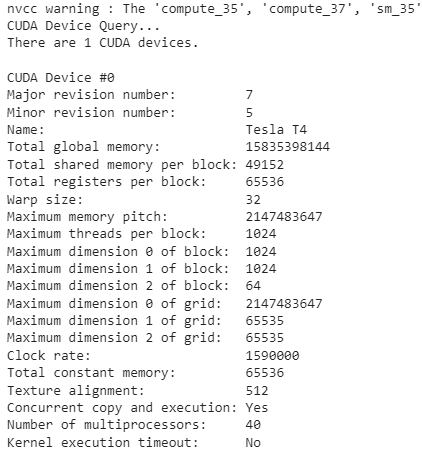 nvcc warning : The 'compute_35', 'compute_37', 'sm_35'
CUDA Device Query...
There are 1 CUDA devices.
CUDA Device #0
Major revision number: 7
Minor revision number: 5
Name: Tesla T4
Total global memory: 15835398144
Total shared memory per block: 49152
Total registers per block: 65536
Warp size: 32
Maximum memory pitch: 2147483647
Maximum threads per block: 1024
Maximum dimension 0 of block: 1024
Maximum dimension 1 of block: 1024
Maximum dimension 2 of block: 64
Maximum dimension 0 of grid: 2147483647
Maximum dimension 1 of grid: 65535
Maximum dimension 2 of grid: 65535
Clock rate: 1590000
Total constant memory: 65536
Texture alignment: 512
Concurrent copy and execution: Yes
Number of multiprocessors: 40
Kernel execution timeout: No